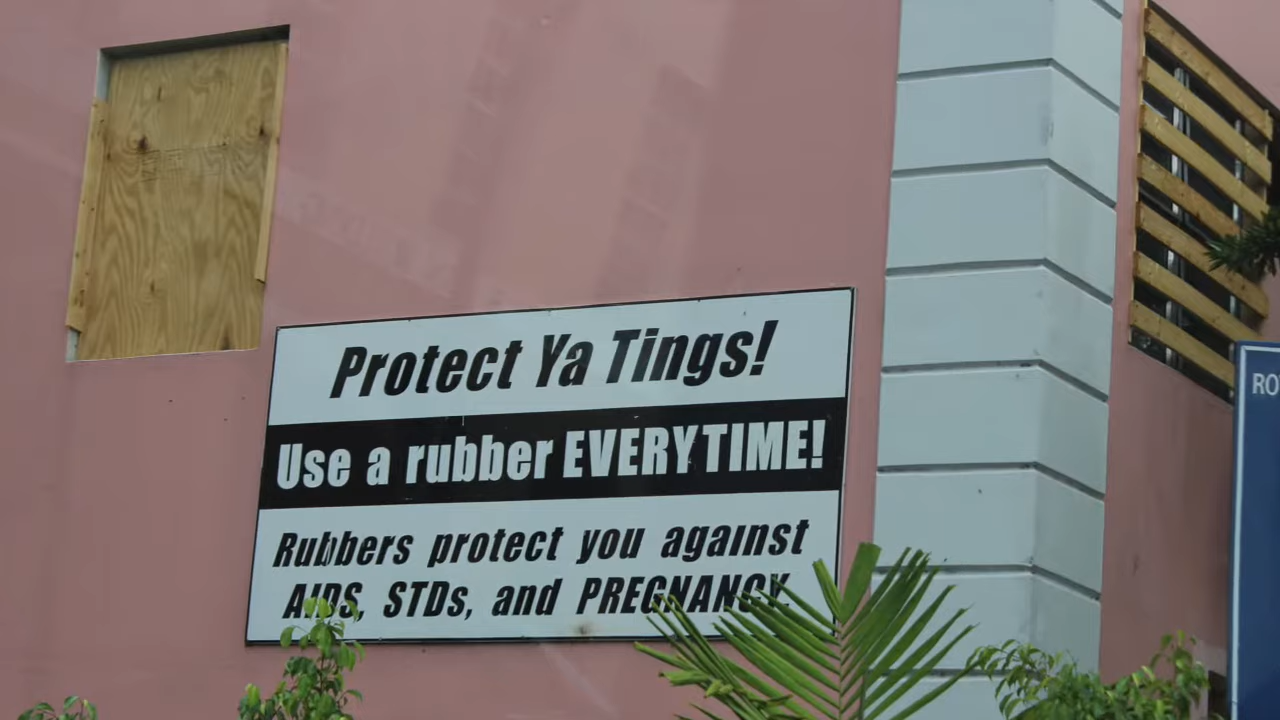 Protect Ya Tings!
Use a rubber EVERYTIME!
Rubbers protect you against
AIDS, STDs, and PREGNANCY.